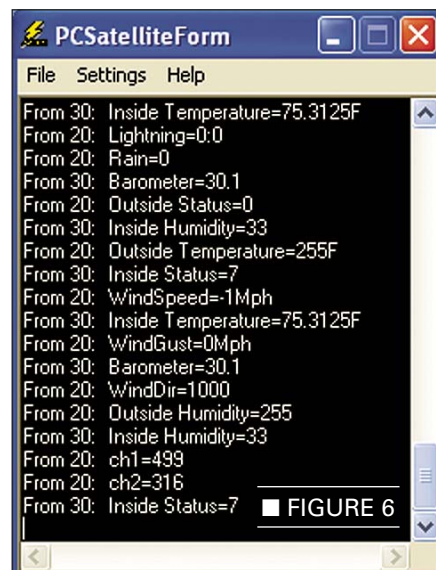 PCSatelliteForm
File Settings Help
From 30: Inside Temperature=75.3125F
From 20: Lightning=0:0
From 20: Rain=0
From 30: Barometer=30.1
From 20: Outside Status=0
From 30: Inside Humidity=33
From 20: Outside Temperature=255F
From 30: Inside Status=7
From 20: WindSpeed=-1Mph
From 30: Inside Temperature=75.3125F
From 20: WindGust=0Mph
From 30: Barometer=30.1
From 20: WindDir=1000
From 20: Outside Humidity=255
From 30: Inside Humidity=33
From 20: ch1=499
From 20: ch2=316
From 30: Inside Status=7
■ FIGURE 6